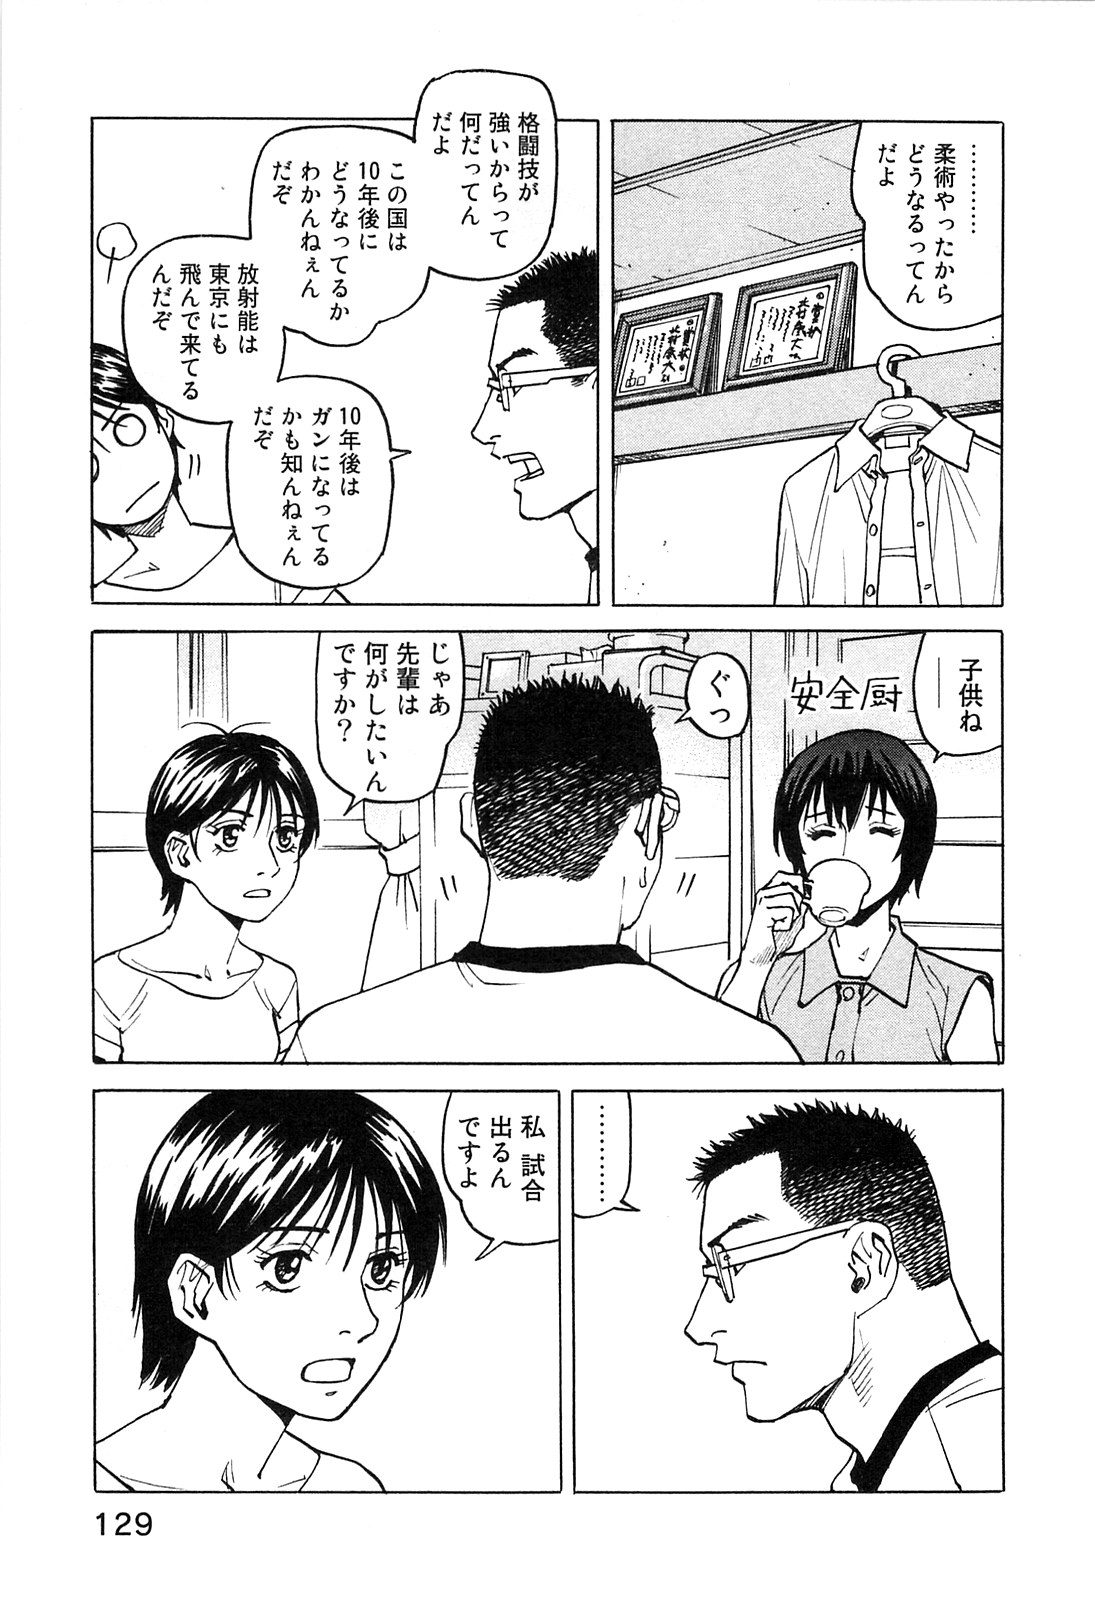 …………
柔術やったから
どうなるってん
だよ
格闘技が
強いからって
何だってん
だよ
この国は
10年後に
どうなってるか
わかんねぇん
だぞ
放射能は
東京にも
飛んで来てる
んだぞ
10年後は
ガンになってる
かも知んねぇん
だぞ
子供ね
安全厨
ぐっ
じゃあ
先輩は
何がしたいん
ですか?
………
私 試合
出るん
ですよ
129